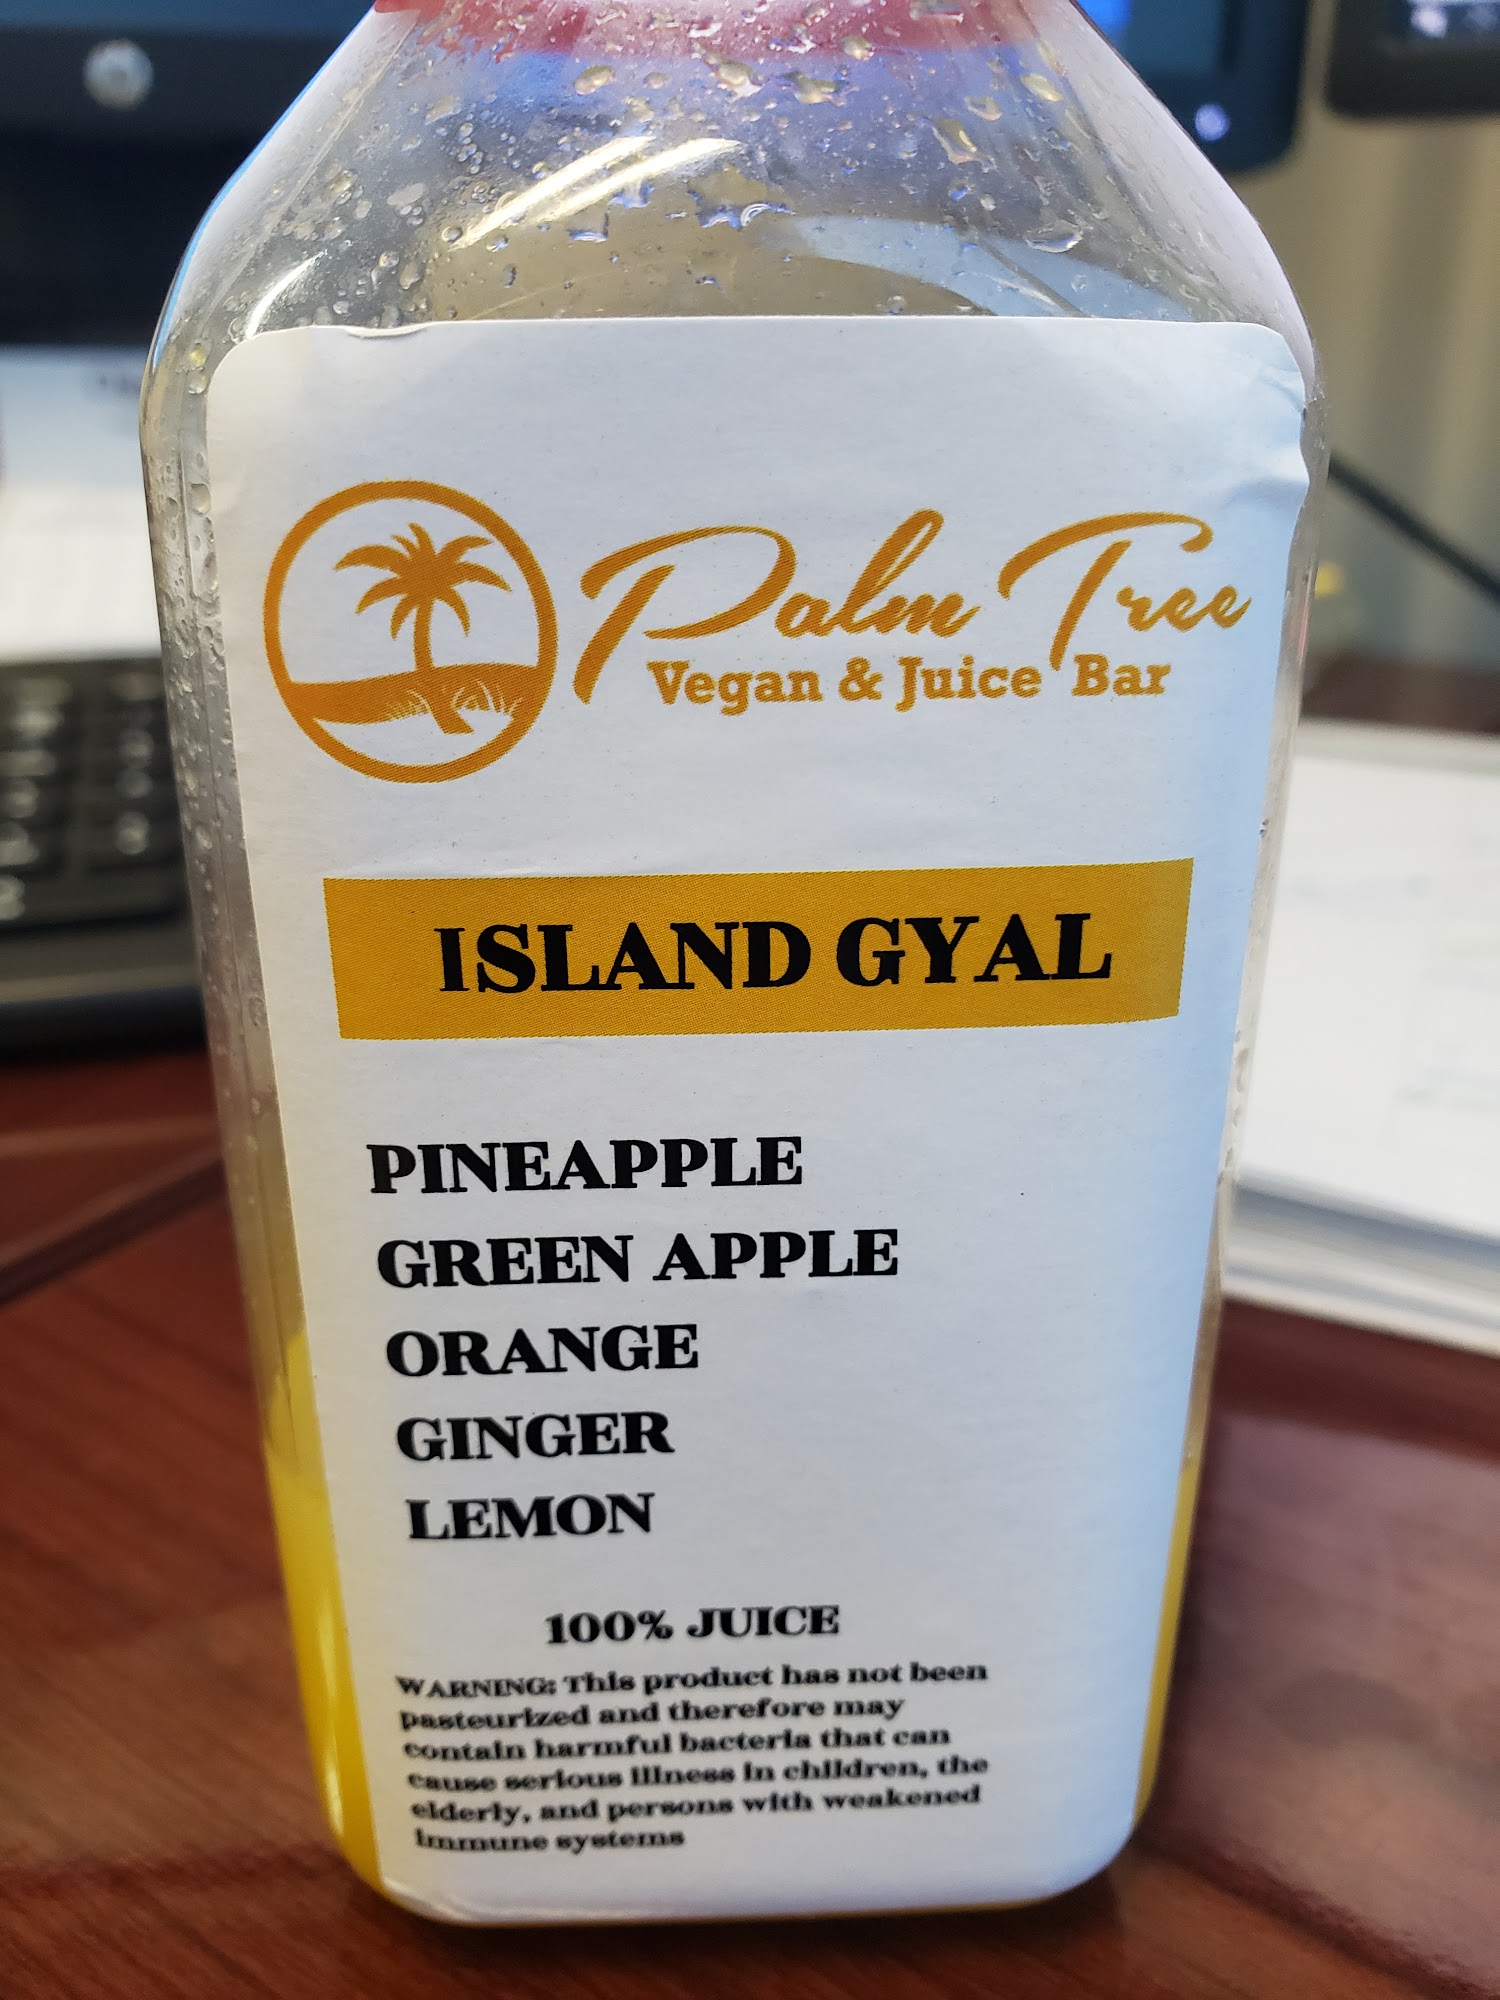 Palm Tree
Vegan & Juice Bar
ISLAND GYAL
PINEAPPLE
GREEN APPLE
ORANGE
GINGER
LEMON
100% JUICE
WARNING: This product has not been
pasteurized and therefore may
contain harmful bacteria that can
cause serious illness in children, the
elderly, and persons with weakened
immune systems